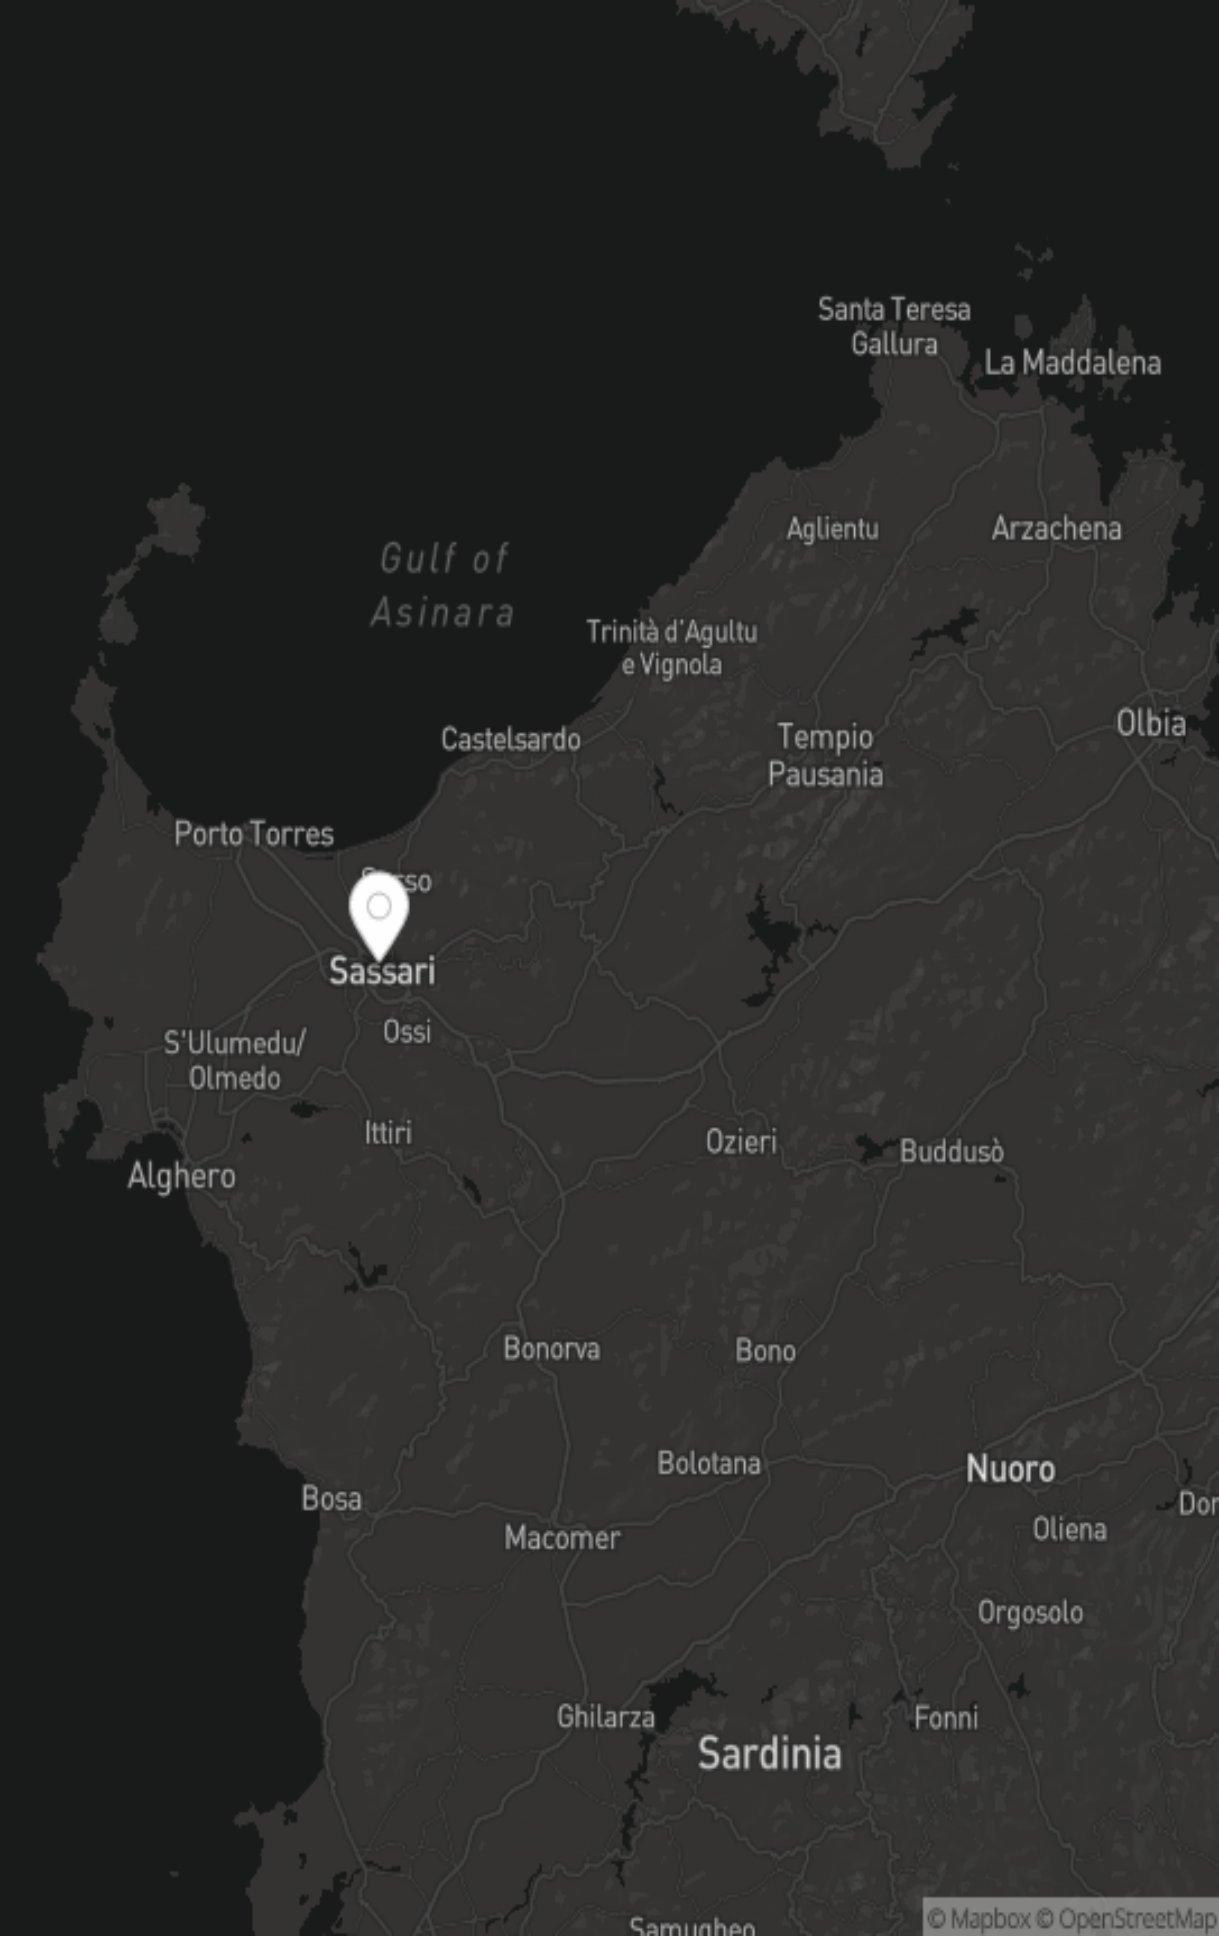 Santa Teresa
Gallura
La Maddalena
Gulf of
Asinara
Aglientu
Arzachena
Trinità d'Agultu
e Vignola
Castelsardo
Tempio
Pausania
Olbia
Porto Torres
Sassari
Ossi
S'Ulumedu/
Olmedo
Ittiri
Ozieri
Buddusò
Alghero
Bonorva
Bono
Bolotana
Nuoro
Bosa
Dor
Macomer
Oliena
Orgosolo
Ghilarza
Fonni
Sardinia
Samugheo
© Mapbox © OpenStreetMap